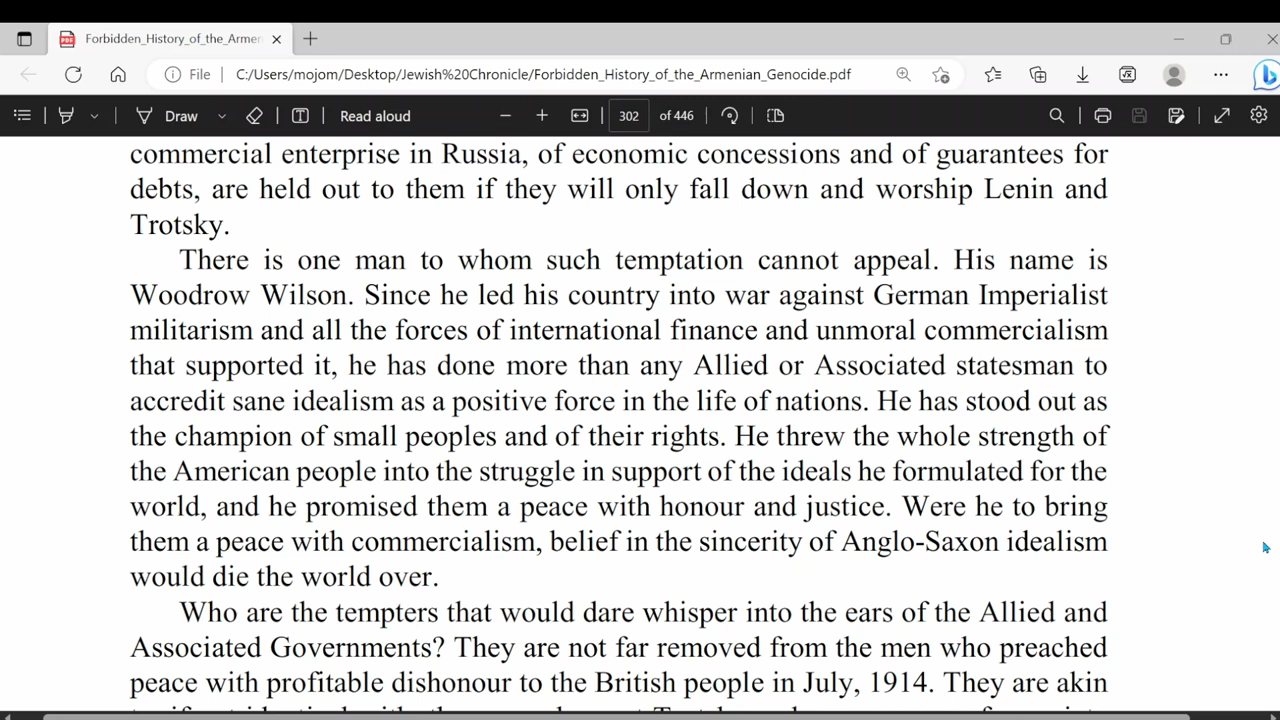 Forbidden_History_of_the_Armen
File
C:/Users/mojom/Desktop/Jewish%20Chronicle/Forbidden_History_of_the_Armenian_Genocide.pdf
Draw
Read aloud
302 of 446
commercial enterprise in Russia, of economic concessions and of guarantees for
debts, are held out to them if they will only fall down and worship Lenin and
Trotsky.
There is one man to whom such temptation cannot appeal. His name is
Woodrow Wilson. Since he led his country into war against German Imperialist
militarism and all the forces of international finance and unmoral commercialism
that supported it, he has done more than any Allied or Associated statesman to
accredit sane idealism as a positive force in the life of nations. He has stood out as
the champion of small peoples and of their rights. He threw the whole strength of
the American people into the struggle in support of the ideals he formulated for the
world, and he promised them a peace with honour and justice. Were he to bring
them a peace with commercialism, belief in the sincerity of Anglo-Saxon idealism
would die the world over.
Who are the tempters that would dare whisper into the ears of the Allied and
Associated Governments? They are not far removed from the men who preached
peace with profitable dishonour to the British people in July, 1914. They are akin